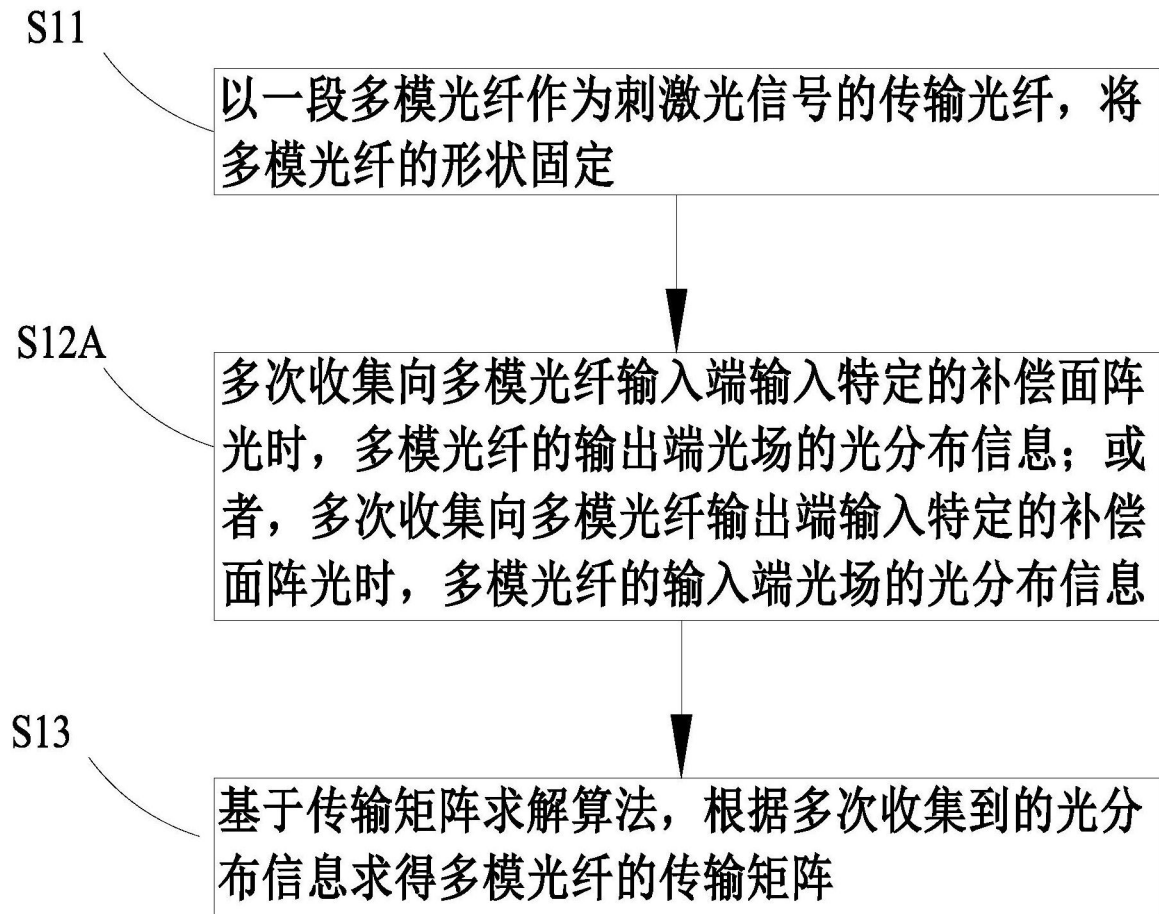 S11
以一段多模光纤作为刺激光信号的传输光纤，将
多模光纤的形状固定
S12A
多次收集向多模光纤输入端输入特定的补偿面阵
光时，多模光纤的输出端光场的光分布信息；或
者，多次收集向多模光纤输出端输入特定的补偿
面阵光时，多模光纤的输入端光场的光分布信息
S13
基于传输矩阵求解算法，根据多次收集到的光分
布信息求得多模光纤的传输矩阵